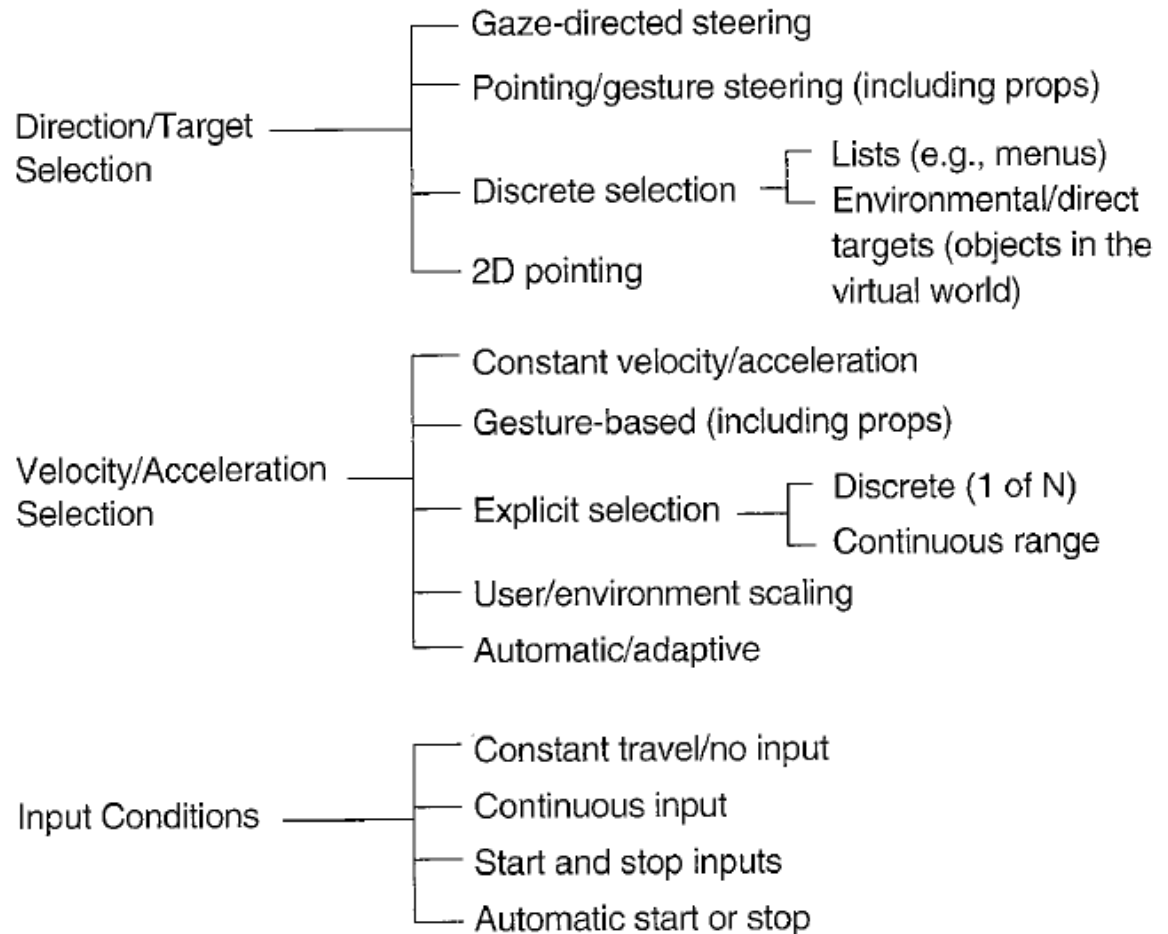 Gaze-directed steering
Pointing/gesture steering (including props)
Direction/Target
Selection
Discrete selection
Lists (e.g., menus)
Environmental/direct
targets (objects in the
virtual world)
2D pointing
Constant velocity/acceleration
Gesture-based (including props)
Velocity/Acceleration
Selection
Explicit selection
Discrete (1 of N)
Continuous range
User/environment scaling
Automatic/adaptive
Constant travel/no input
Input Conditions
Continuous input
Start and stop inputs
Automatic start or stop